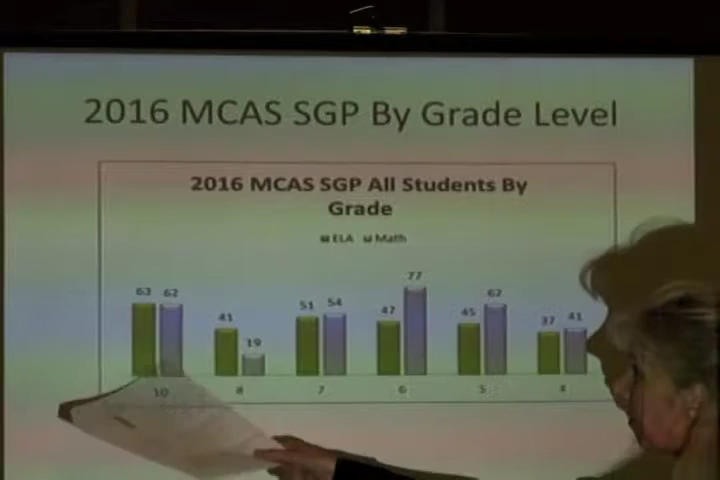 2016 MCAS SGP By Grade Level
2016 MCAS SGP All Students By
Grade
ELA Math
63 62 41 19 51 54 47 77 45 62 37 41
10 8 7 6 5 4